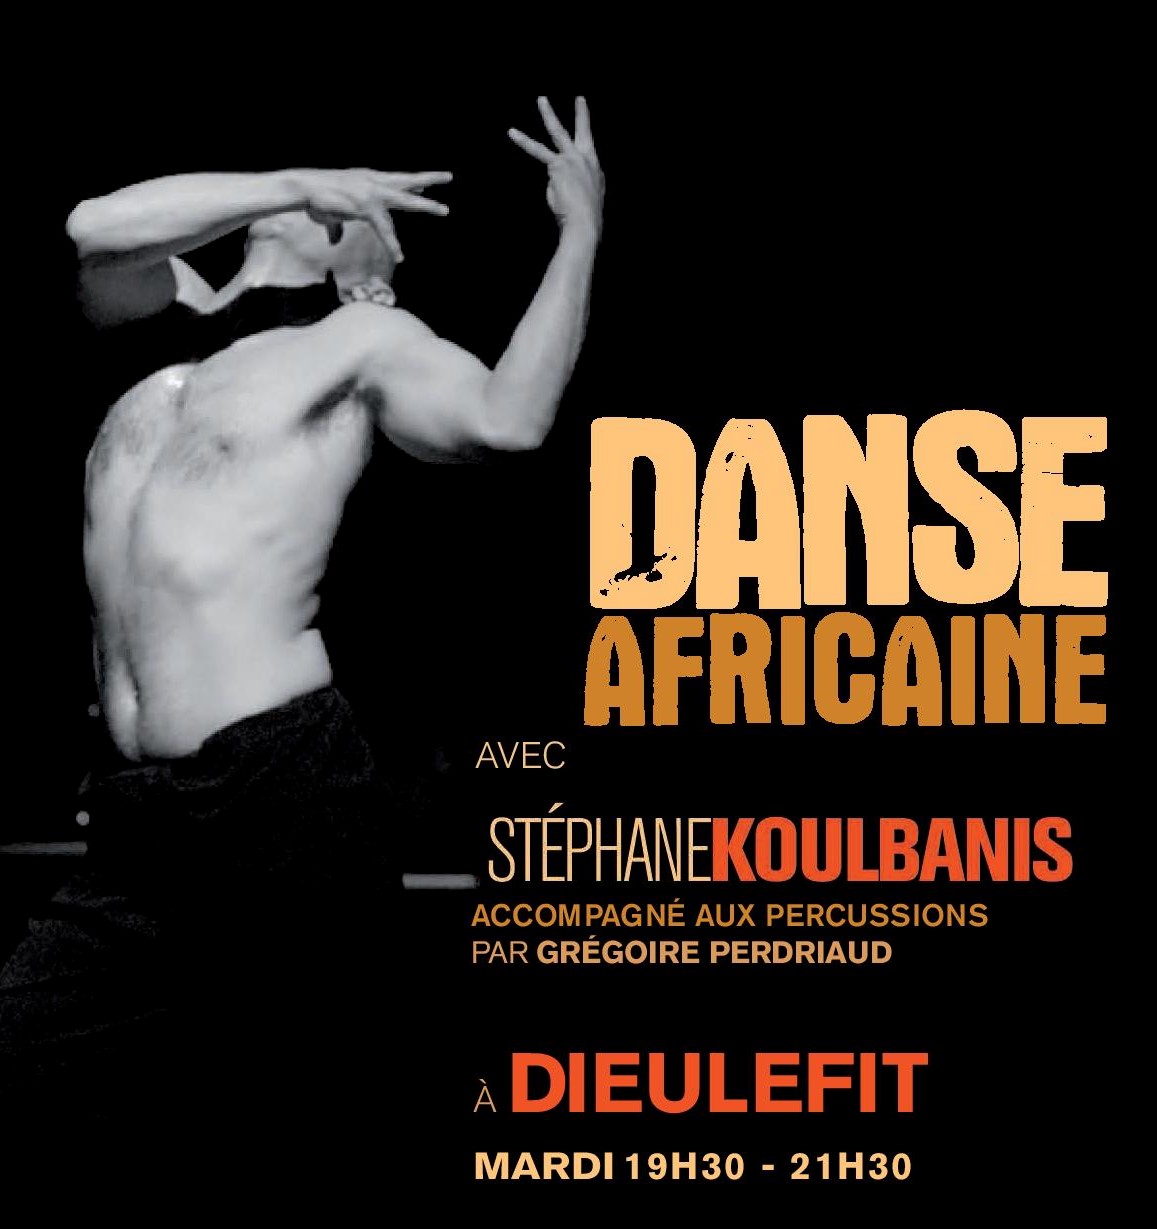 DANSE
AFRICAINE
AVEC
STÉPHANEKOULBANIS
ACCOMPAGNÉ AUX PERCUSSIONS
PAR GRÉGOIRE PERDRIAUD
À DIEULEFIT
MARDI 19H30 - 21H30